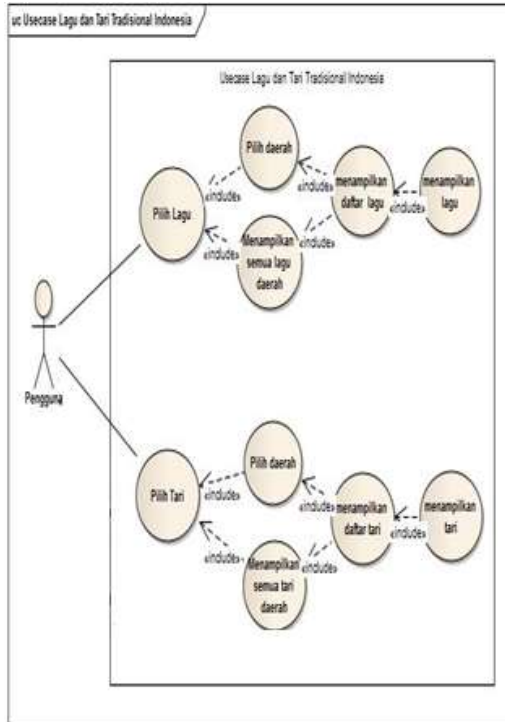 uc Usecase Lagu dan Tari Tradisional Indonesia
Usecase Lagu dan Tari Tradisional Indonesia
Pilih daerah
«include»
«include»
menampilkan
daftar lagu
«include»
menampilkan
lagu
Pilih Lagu
«include»
«include»
Menampilkan
semua lagu
daerah
Pengguna
Pilih daerah
«include»
«include»
menampilkan
daftar tari
«include»
menampilkan
tari
Pilih Tari
«include»
«include»
Menampilkan
semua tari
daerah